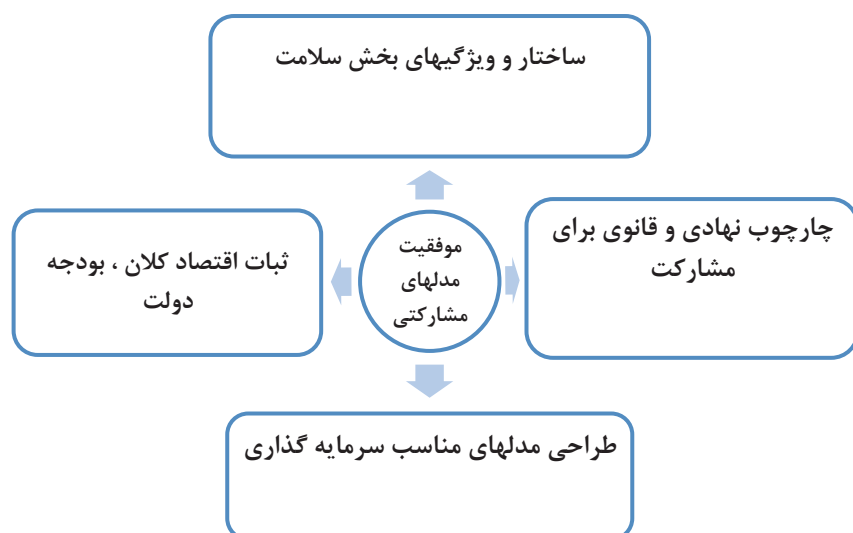 ساختار و ویژگیهای بخش سلامت
چارچوب نهادی و قانوی برای
مشارکت
موفقیت
مدلهای
مشارکتی
ثبات اقتصاد کلان ، بودجه
دولت
طراحی مدلهای مناسب سرمایه گذاری